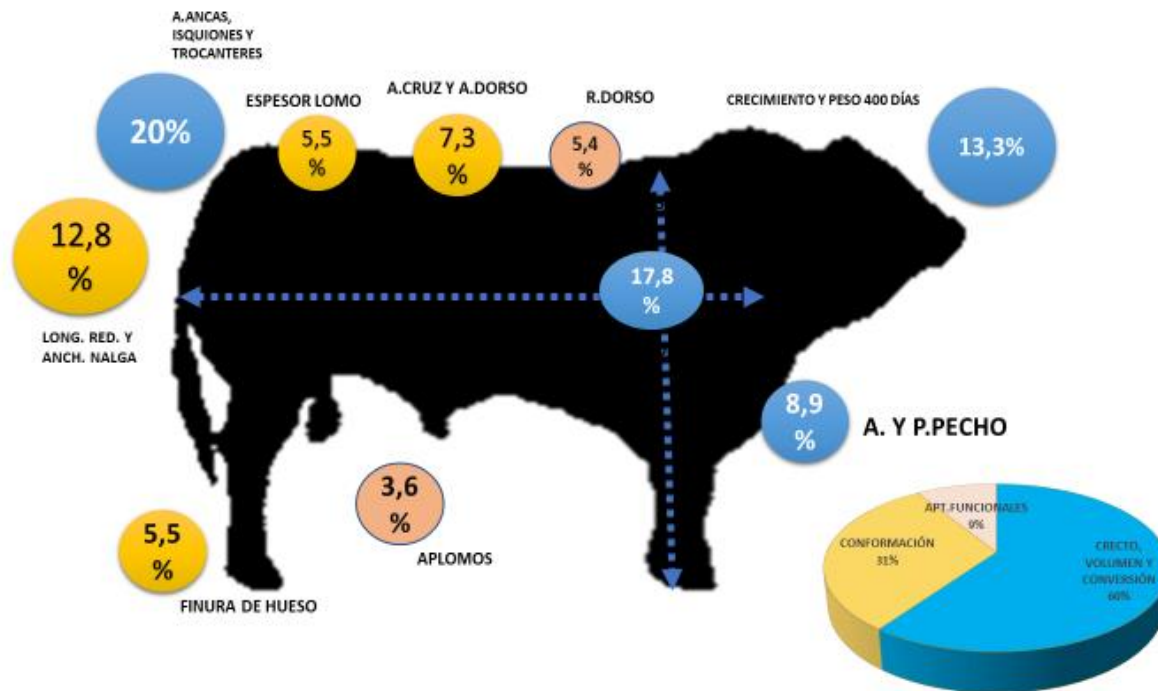 A.ANCAS,
ISQUIONES Y
TROCANTERES
20%
ESPESOR LOMO
5,5
%
A.CRUZ Y A.DORSO
7,3
%
R.DORSO
5,4
%
CRECIMIENTO Y PESO 400 DÍAS
13,3%
12,8
%
LONG. RED. Y
ANCH. NALGA
17,8
%
8,9
%
A. Y P.PECHO
3,6
%
APLOMOS
5,5
%
FINURA DE HUESO
APT.FUNCIONALES
9%
CONFORMACIÓN
31%
CRECTO,
VOLUMEN Y
CONVERSIÓN
60%